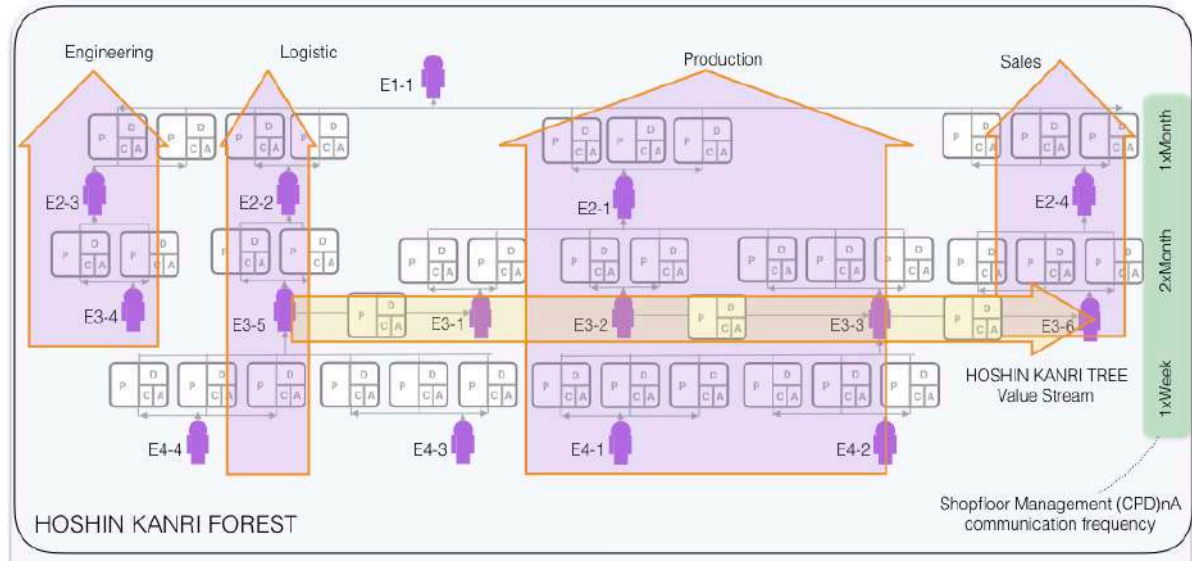 Engineering
Logistic
Production
Sales
E1-1
P D C A P D C A P D C A P D C A P D C A P D C A P D C A P D C A P D C A P D C A
1xMonth
E2-3
E2-2
E2-1
E2-4
P D C A P D C A P D C A P D C A P D C A P D C A P D C A P D C A P D C A P D C A P D C A P D C A P D C A P D C A
2xMonth
E3-4
E3-5
P D C A
E3-1
E3-2
P D C A
E3-3
P D C A
E3-6
P D C A P D C A P D C A P D C A P D C A P D C A P D C A P D C A P D C A P D C A P D C A P D C A
HOSHIN KANRI TREE
Value Stream
1xWeek
E4-4
E4-3
E4-1
E4-2
Shopfloor Management (CPD)nA
communication frequency
HOSHIN KANRI FOREST